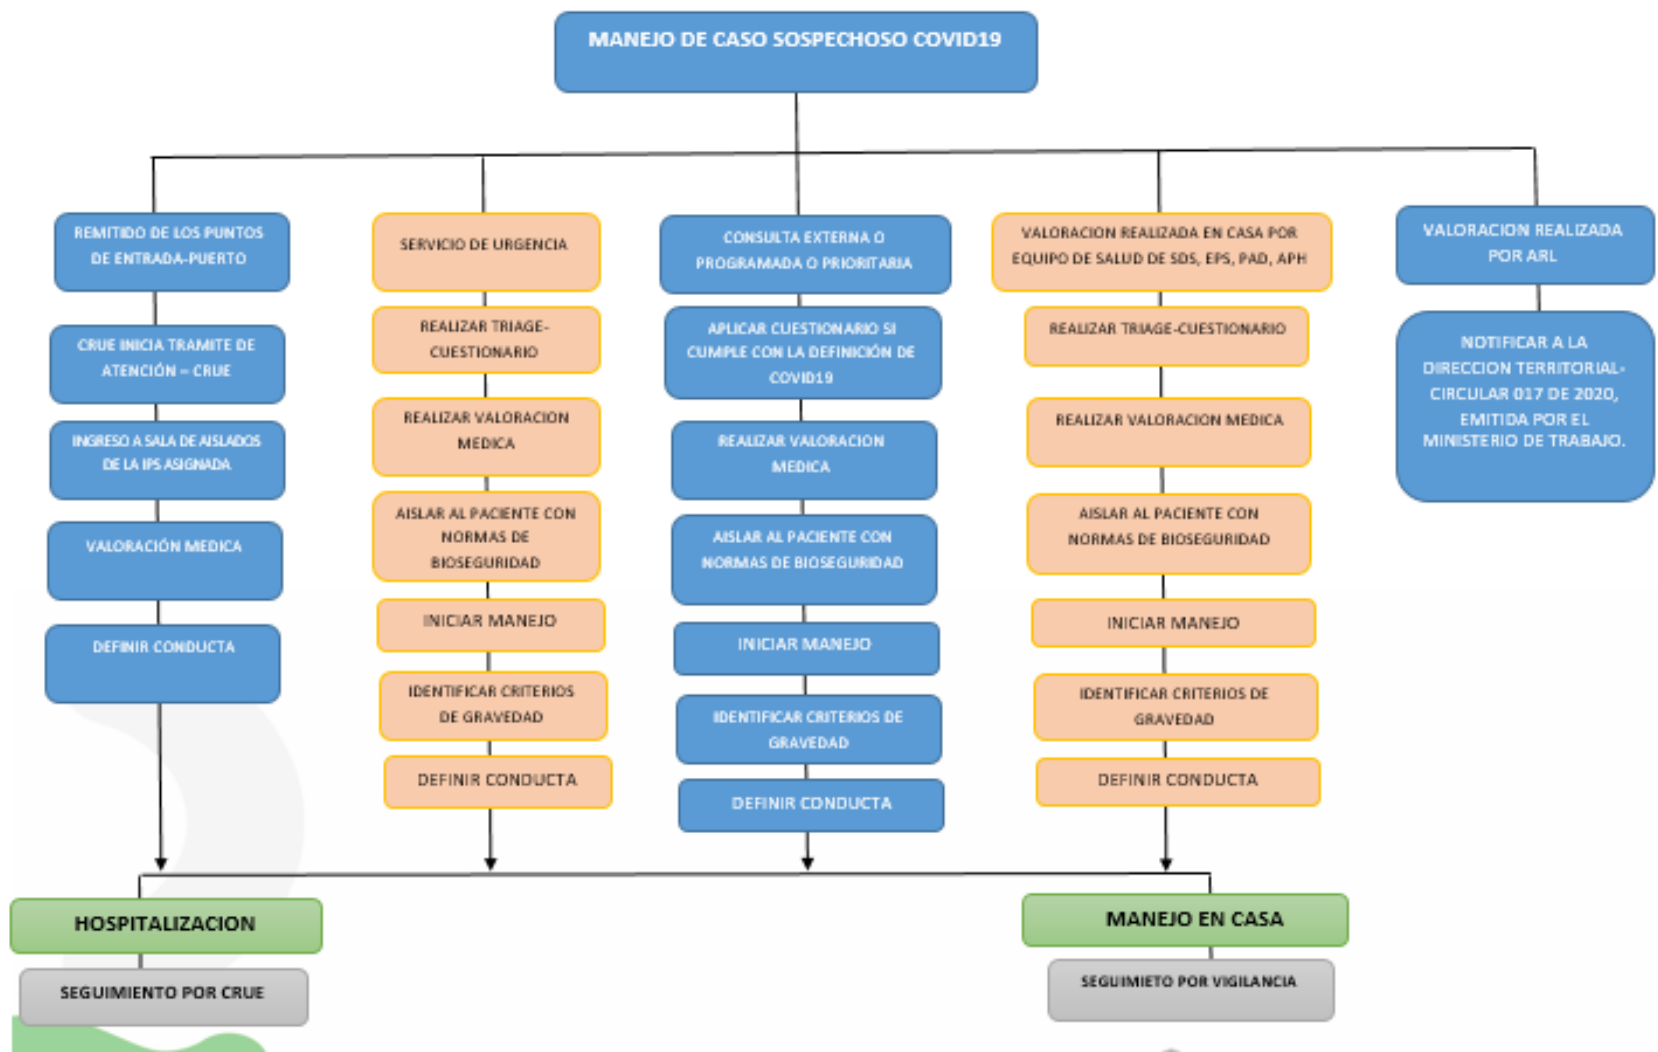 MANEJO DE CASO SOSPECHOSO COVID19
REMITIDO DE LOS PUNTOS
DE ENTRADA-PUERTO
CRUE INICIA TRAMITE DE
ATENCIÓN – CRUE
INGRESO A SALA DE AISLADOS
DE LA IPS ASIGNADA
VALORACIÓN MEDICA
DEFINIR CONDUCTA
SERVICIO DE URGENCIA
REALIZAR TRIAGE-
CUESTIONARIO
REALIZAR VALORACION
MEDICA
AISLAR AL PACIENTE CON
NORMAS DE
BIOSEGURIDAD
INICIAR MANEJO
IDENTIFICAR CRITERIOS
DE GRAVEDAD
DEFINIR CONDUCTA
CONSULTA EXTERNA O
PROGRAMADA O PRIORITARIA
APLICAR CUESTIONARIO SI
CUMPLE CON LA DEFINICIÓN DE
COVID19
REALIZAR VALORACION
MEDICA
AISLAR AL PACIENTE CON
NORMAS DE BIOSEGURIDAD
INICIAR MANEJO
IDENTIFICAR CRITERIOS DE
GRAVEDAD
DEFINIR CONDUCTA
VALORACION REALIZADA EN CASA POR
EQUIPO DE SALUD DE SDS, EPS, PAD, APH
REALIZAR TRIAGE-CUESTIONARIO
REALIZAR VALORACION MEDICA
AISLAR AL PACIENTE CON
NORMAS DE BIOSEGURIDAD
INICIAR MANEJO
IDENTIFICAR CRITERIOS DE
GRAVEDAD
DEFINIR CONDUCTA
VALORACION REALIZADA
POR ARL
NOTIFICAR A LA
DIRECCION TERRITORIAL-
CIRCULAR 017 DE 2020,
EMITIDA POR EL
MINISTERIO DE TRABAJO.
HOSPITALIZACION
SEGUIMIENTO POR CRUE
MANEJO EN CASA
SEGUIMIETO POR VIGILANCIA